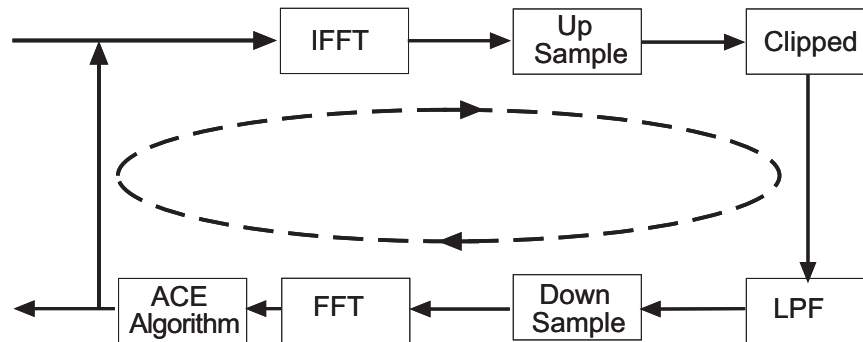 IFFT
Up
Sample
Clipped
ACE
Algorithm
FFT
Down
Sample
LPF